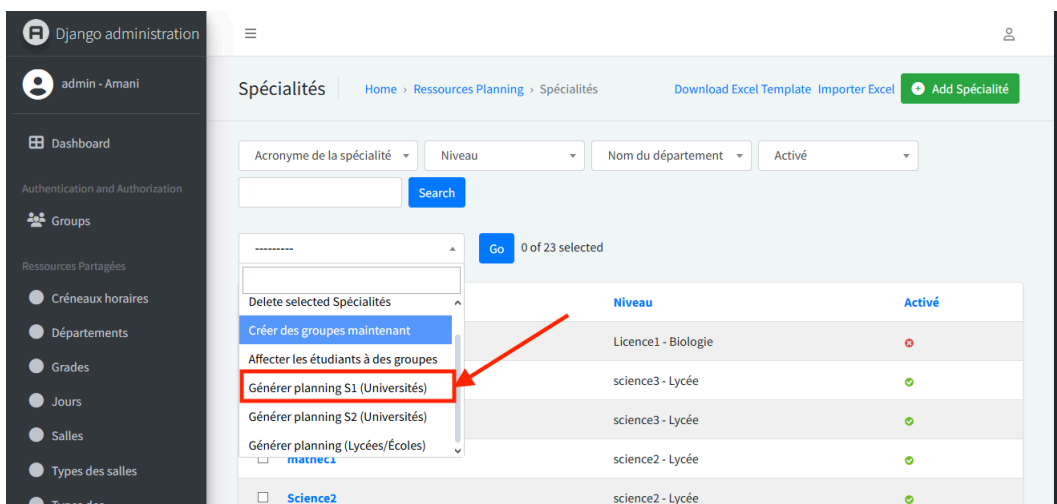 Django administration
admin - Amani
Spécialités
Home › Ressources Planning › Spécialités
Download Excel Template Importer Excel
Add Spécialité
Dashboard
Authentication and Authorization
Groups
Ressources Partagées
Créneaux horaires
Départements
Grades
Jours
Salles
Types des salles
Acronyme de la spécialité
Niveau
Nom du département
Activé
Search
---------
Go
0 of 23 selected
Delete selected Spécialités
Créer des groupes maintenant
Affecter les étudiants à des groupes
Générer planning S1 (Universités)
Générer planning S2 (Universités)
Générer planning (Lycées/Écoles)
Niveau Activé
Licence1 - Biologie
science3 - Lycée
science3 - Lycée
science2 - Lycée
Science2 science2 - Lycée